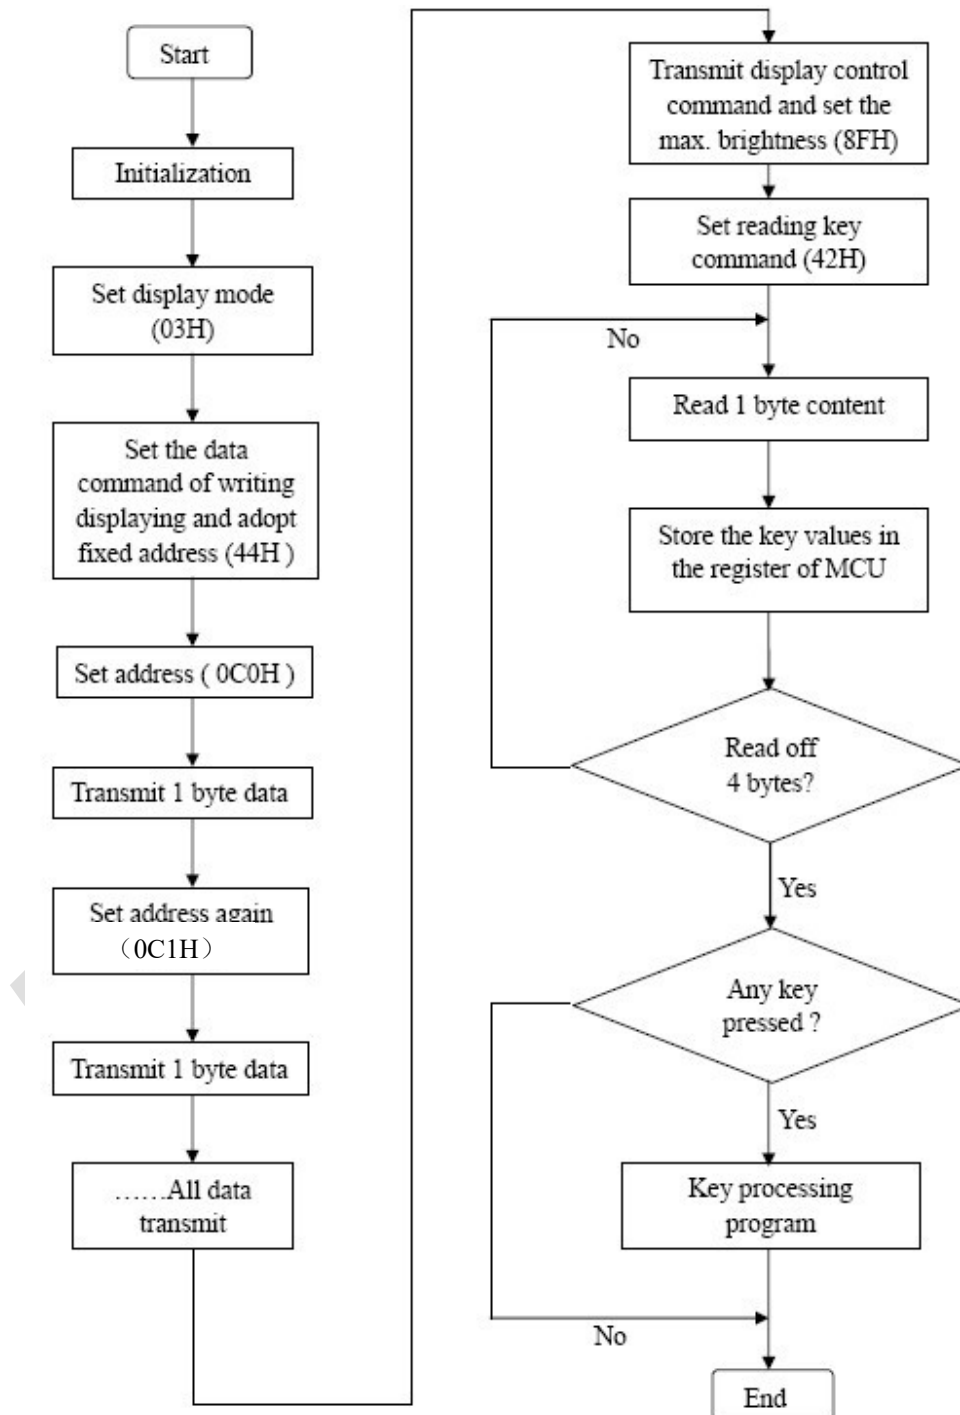 Start
Initialization
Set display mode
(03H)
Set the data
command of writing
displaying and adopt
fixed address (44H )
Set address ( 0C0H )
Transmit 1 byte data
Set address again
（0C1H）
Transmit 1 byte data
……All data
transmit
Transmit display control
command and set the
max. brightness (8FH)
Set reading key
command (42H)
No
Read 1 byte content
Store the key values in
the register of MCU
Read off
4 bytes?
Yes
Any key
pressed ?
Yes
Key processing
program
No
End